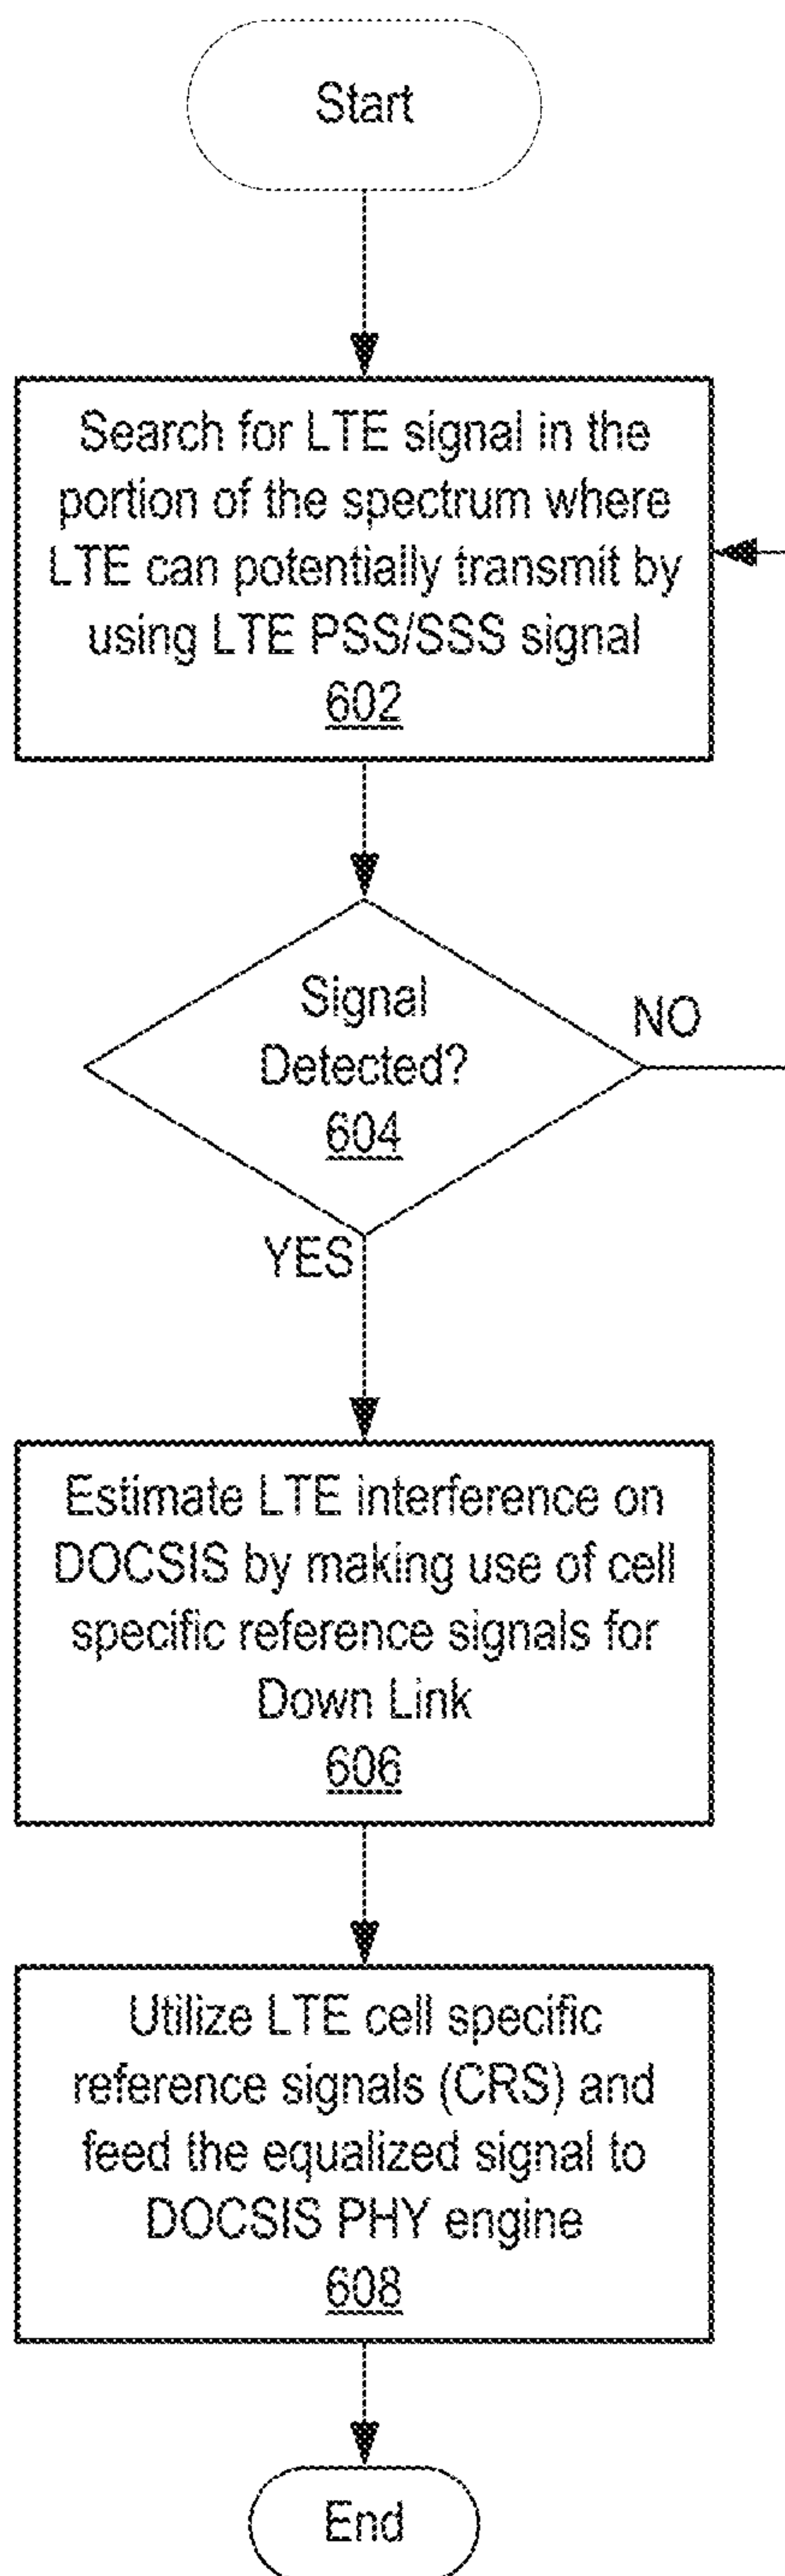 Start
Search for LTE signal in the
portion of the spectrum where
LTE can potentially transmit by
using LTE PSS/SSS signal
602
Signal
Detected?
604
NO
YES
Estimate LTE interference on
DOCSIS by making use of cell
specific reference signals for
Down Link
606
Utilize LTE cell specific
reference signals (CRS) and
feed the equalized signal to
DOCSIS PHY engine
608
End